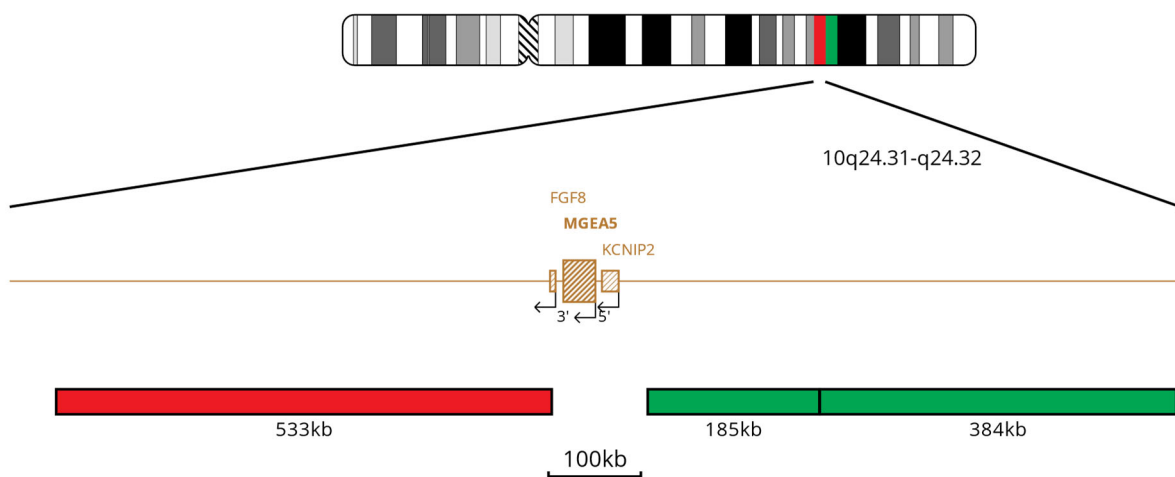 10q24.31-q24.32
FGF8
MGEA5
KCNIP2
3' 5'
533kb 185kb 384kb
100kb